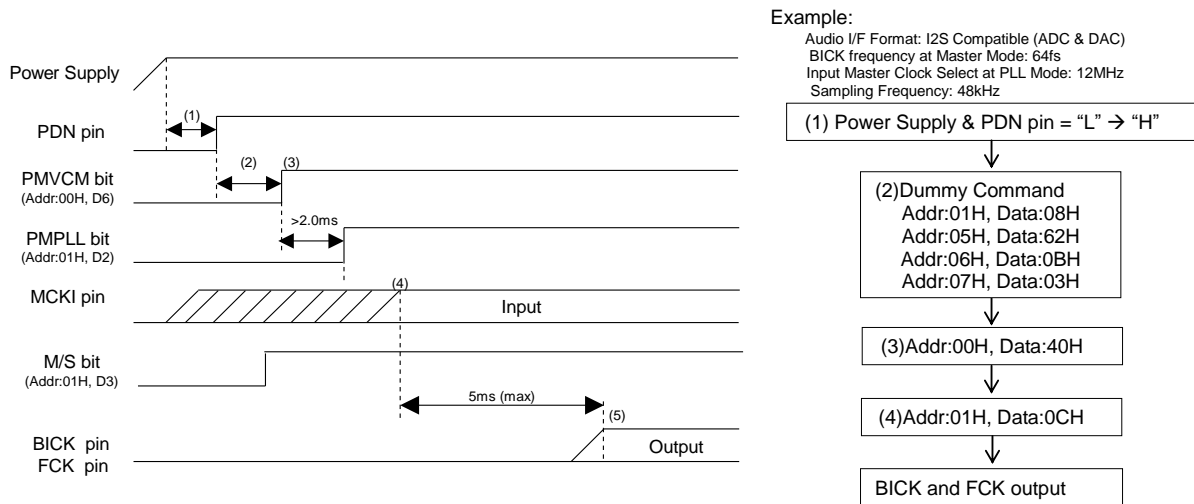 Power Supply
(1)
PDN pin
(2)
(3)
PMVCM bit
(Addr:00H, D6)
>2.0ms
PMPLL bit
(Addr:01H, D2)
(4)
MCKI pin
Input
M/S bit
(Addr:01H, D3)
5ms (max)
(5)
BICK pin
FCK pin
Output
Example:
Audio I/F Format: I2S Compatible (ADC & DAC)
BICK frequency at Master Mode: 64fs
Input Master Clock Select at PLL Mode: 12MHz
Sampling Frequency: 48kHz
(1) Power Supply & PDN pin = “L” → “H”
(2)Dummy Command
Addr:01H, Data:08H
Addr:05H, Data:62H
Addr:06H, Data:0BH
Addr:07H, Data:03H
(3)Addr:00H, Data:40H
(4)Addr:01H, Data:0CH
BICK and FCK output